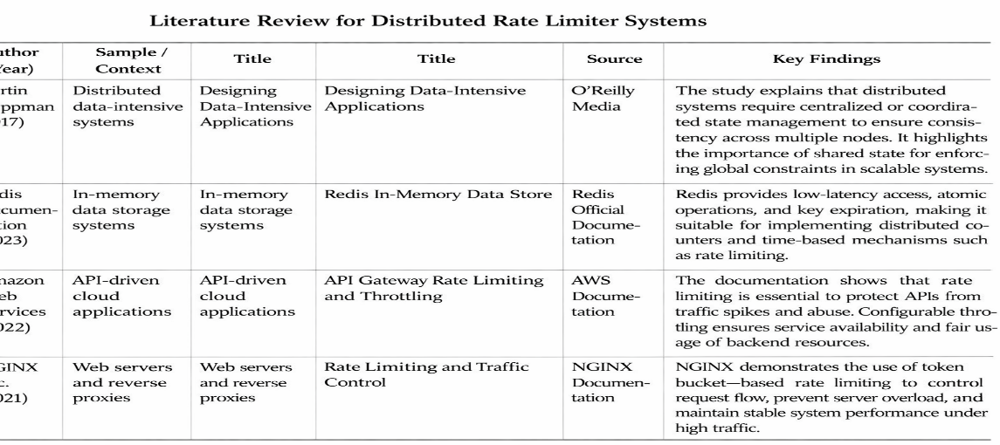 Literature Review for Distributed Rate Limiter Systems
uthor
Year)
Sample /
Context
Title
Title
Source
Key Findings
rtin
ppman
17)
Distributed
data-intensive
systems
Designing
Data-Intensive
Applications
Designing Data-Intensive
Applications
O'Reilly
Media
The study explains that distributed
systems require centralized or coordira-
ted state management to ensure consis-
tency across multiple nodes. It highlights
the importance of shared state for enforc-
ing global constraints in scalable systems.
dis
cumen-
tion
023)
In-memory
data storage
systems
In-memory
data storage
systems
Redis In-Memory Data Store
Redis
Official
Docume-
tation
Redis provides low-latency access, atomic
operations, and key expiration, making it
suitable for implementing distributed co-
unters and time-based mechanisms such
as rate limiting.
nazon
eb
rvices
022)
API-driven
cloud
applications
API-driven
cloud
applications
API Gateway Rate Limiting
and Throttling
AWS
Docume-
tation
The documentation shows that rate
limiting is essential to protect APIs from
traffic spikes and abuse. Configurable thro-
tling ensures service availability and fair us-
age of backend resources.
GINX
c.
021)
Web servers
and reverse
proxies
Web servers
and reverse
proxies
Rate Limiting and Traffic
Control
NGINX
Documen-
tation
NGINX demonstrates the use of token
bucket—based rate limiting to control
request flow, prevent server overload, and
maintain stable system performance under
high traffic.